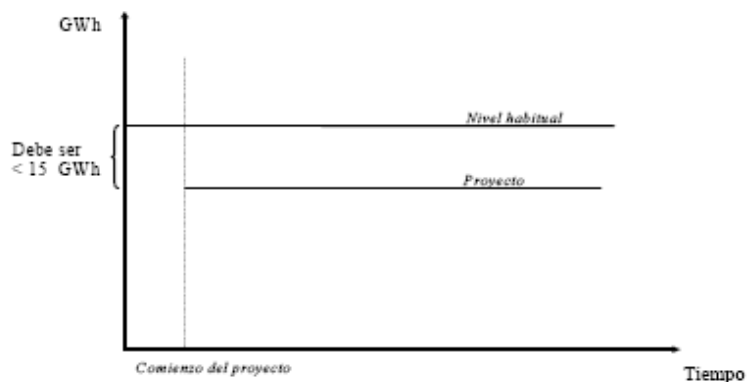 GWh
Nivel habitual
Debe ser
< 15 GWh
Proyecto
Comienzo del proyecto
Tiempo